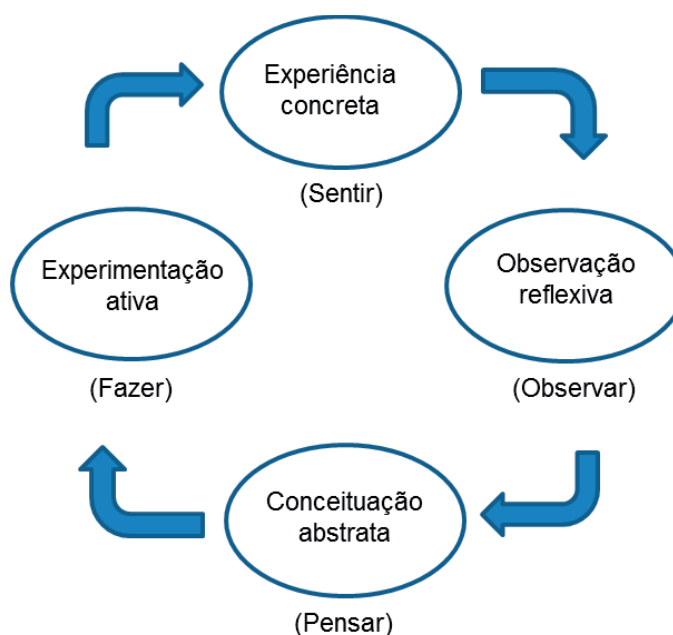 Experiência
concreta
(Sentir)
Experimentação
ativa
(Fazer)
Observação
reflexiva
(Observar)
Conceituação
abstrata
(Pensar)